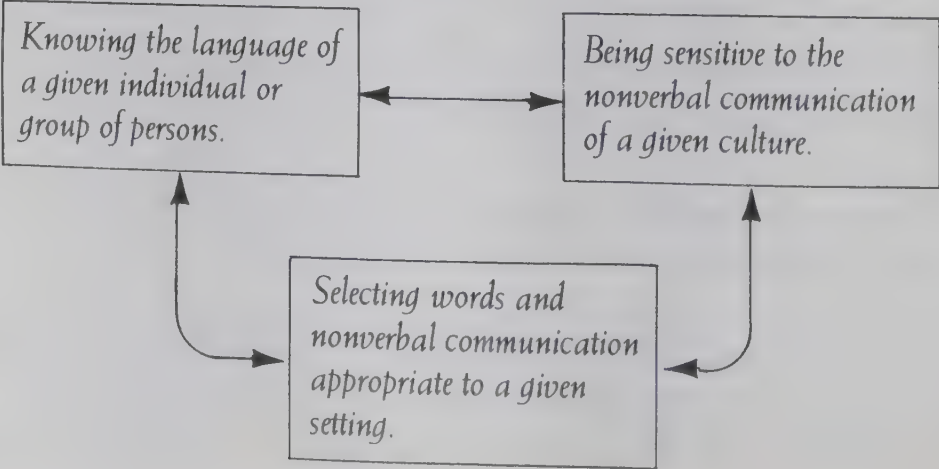 Knowing the language of
a given individual or
group of persons.
Being sensitive to the
nonverbal communication
of a given culture.
Selecting words and
nonverbal communication
appropriate to a given
setting.